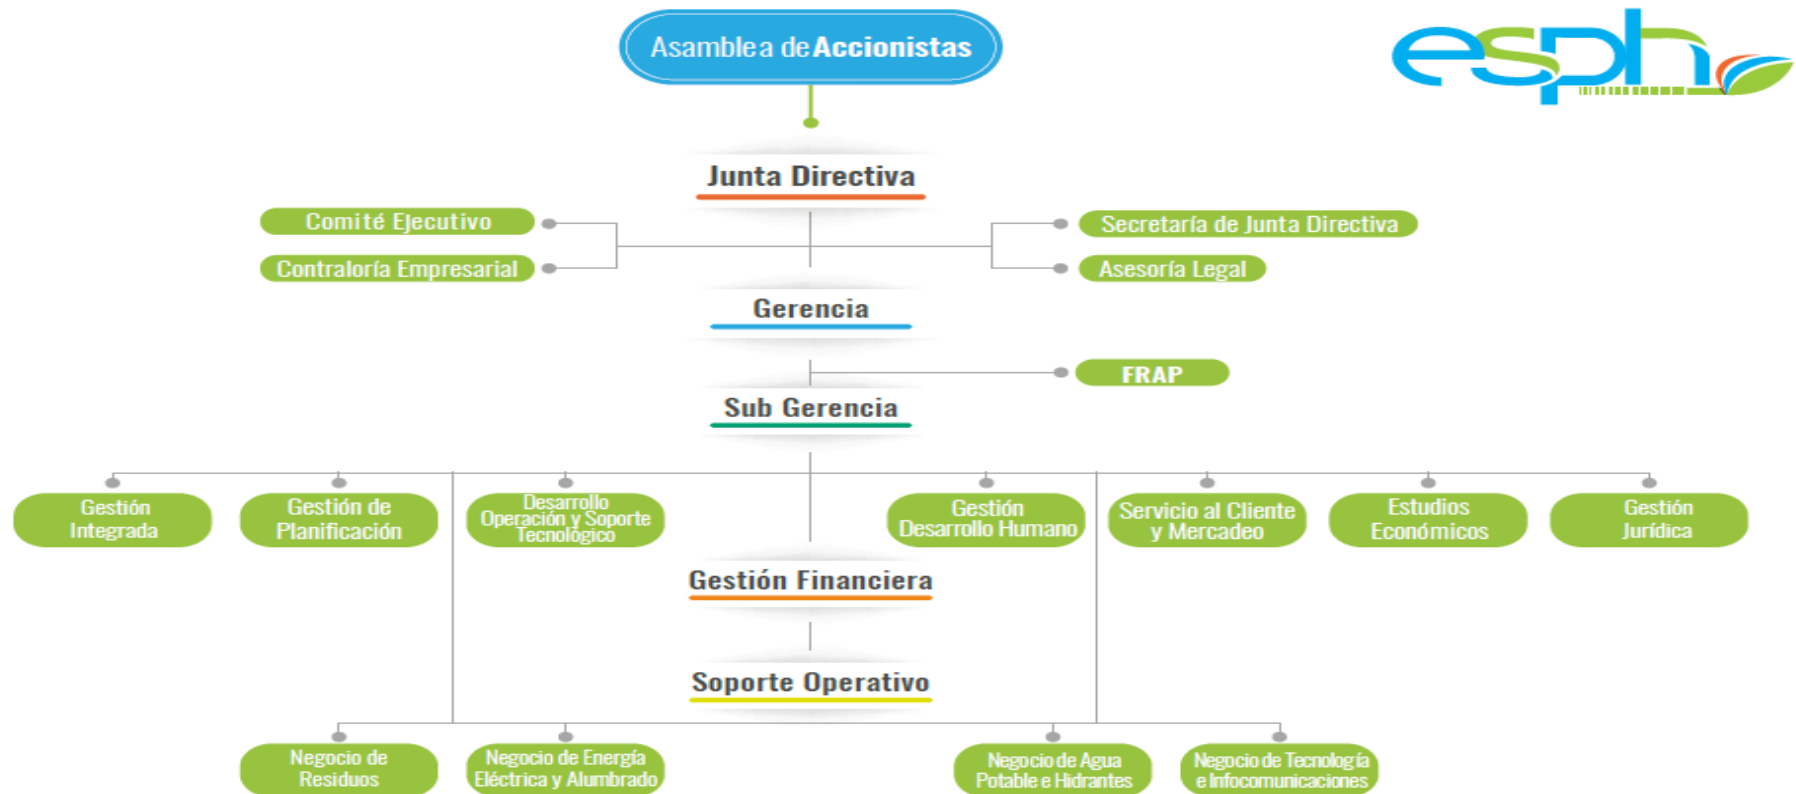 Asamblea de Accionistas
esph
Junta Directiva
Comité Ejecutivo
Secretaría de Junta Directiva
Contraloría Empresarial
Asesoría Legal
Gerencia
FRAP
Sub Gerencia
Gestión
Integrada
Gestión de
Planificación
Desarrollo
Operación y Soporte
Tecnológico
Gestión
Desarrollo Humano
Servicio al Cliente
y Mercadeo
Estudios
Económicos
Gestión
Jurídica
Gestión Financiera
Soporte Operativo
Negocio de
Residuos
Negocio de Energía
Eléctrica y Alumbrado
Negocio de Agua
Potable e Hidrantes
Negocio de Tecnología
e Infocomunicaciones